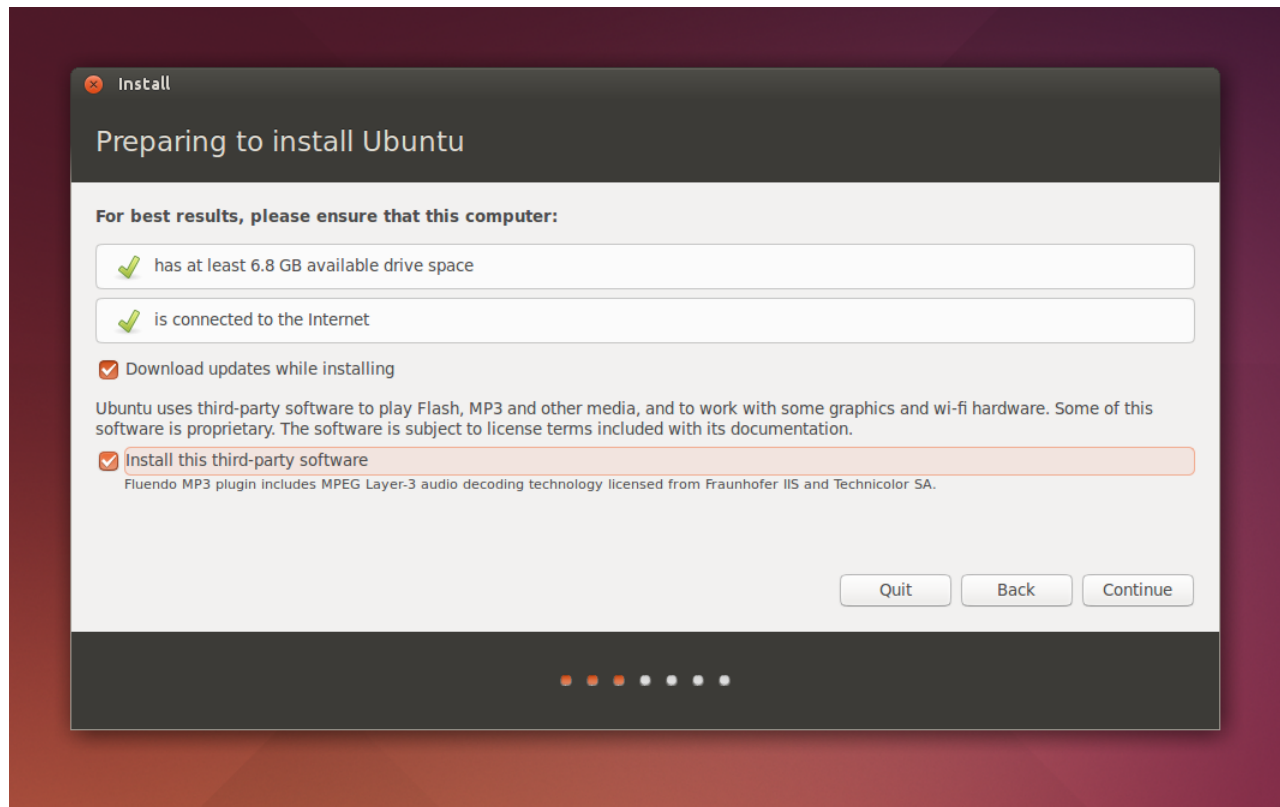 Install
Preparing to install Ubuntu
For best results, please ensure that this computer:
has at least 6.8 GB available drive space
is connected to the Internet
Download updates while installing
Ubuntu uses third-party software to play Flash, MP3 and other media, and to work with some graphics and wi-fi hardware. Some of this
software is proprietary. The software is subject to license terms included with its documentation.
Install this third-party software
Fluendo MP3 plugin includes MPEG Layer-3 audio decoding technology licensed from Fraunhofer IIS and Technicolor SA.
Quit Back Continue